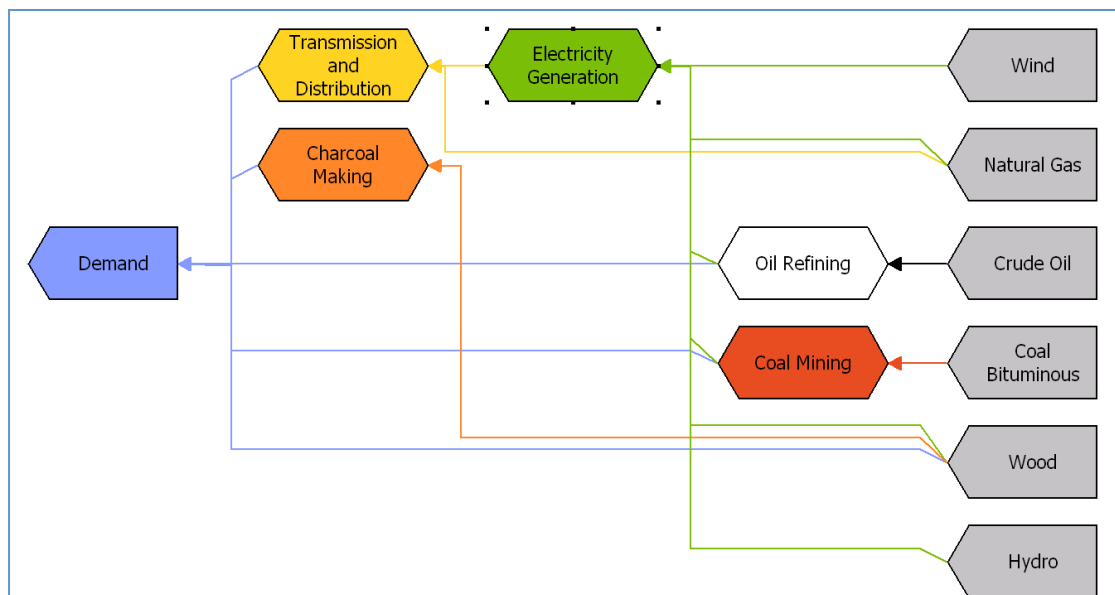 Transmission
and
Distribution
Electricity
Generation
Wind
Charcoal
Making
Natural Gas
Demand
Oil Refining
Crude Oil
Coal Mining
Coal
Bituminous
Wood
Hydro